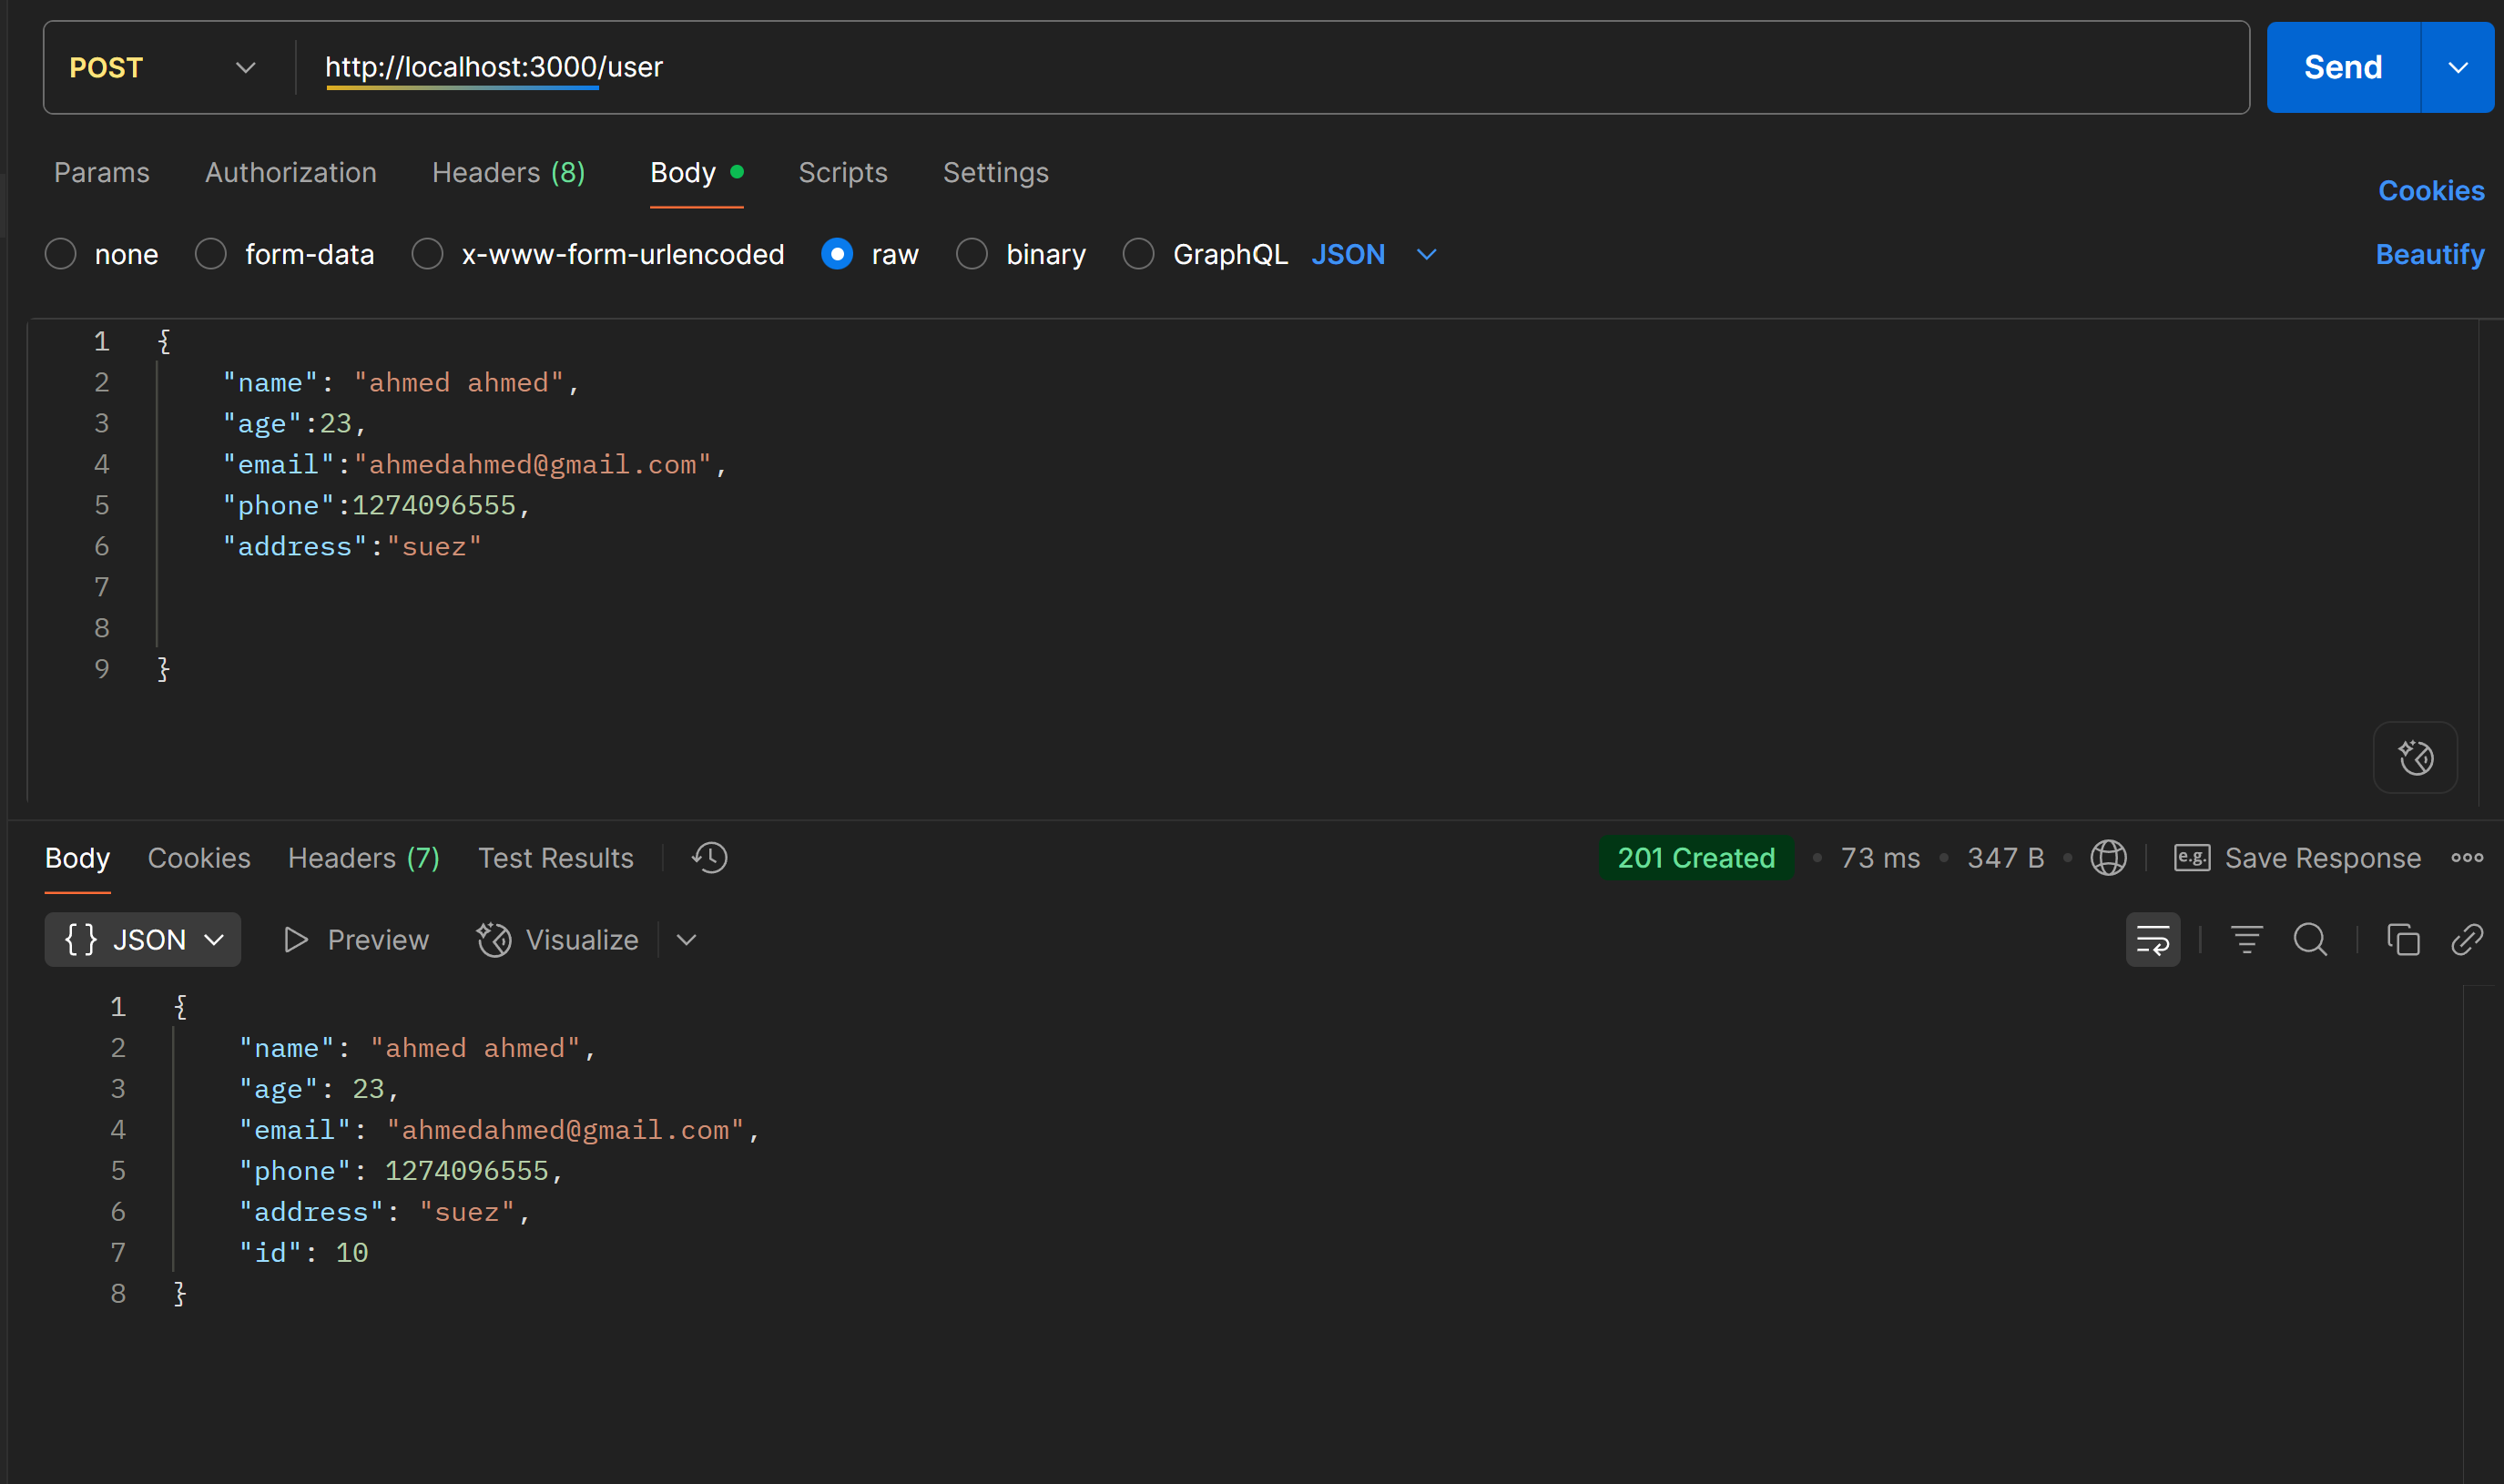 POST http://localhost:3000/user Send
Params Authorization Headers (8) Body Scripts Settings Cookies
none form-data x-www-form-urlencoded raw binary GraphQL JSON Beautify
1 {
2 "name": "ahmed ahmed",
3 "age":23,
4 "email":"ahmedahmed@gmail.com",
5 "phone":1274096555,
6 "address":"suez"
7
8
9 }
Body Cookies Headers (7) Test Results 201 Created • 73 ms • 347 B • e.g. Save Response
{} JSON Preview Visualize
1 {
2 "name": "ahmed ahmed",
3 "age": 23,
4 "email": "ahmedahmed@gmail.com",
5 "phone": 1274096555,
6 "address": "suez",
7 "id": 10
8 }